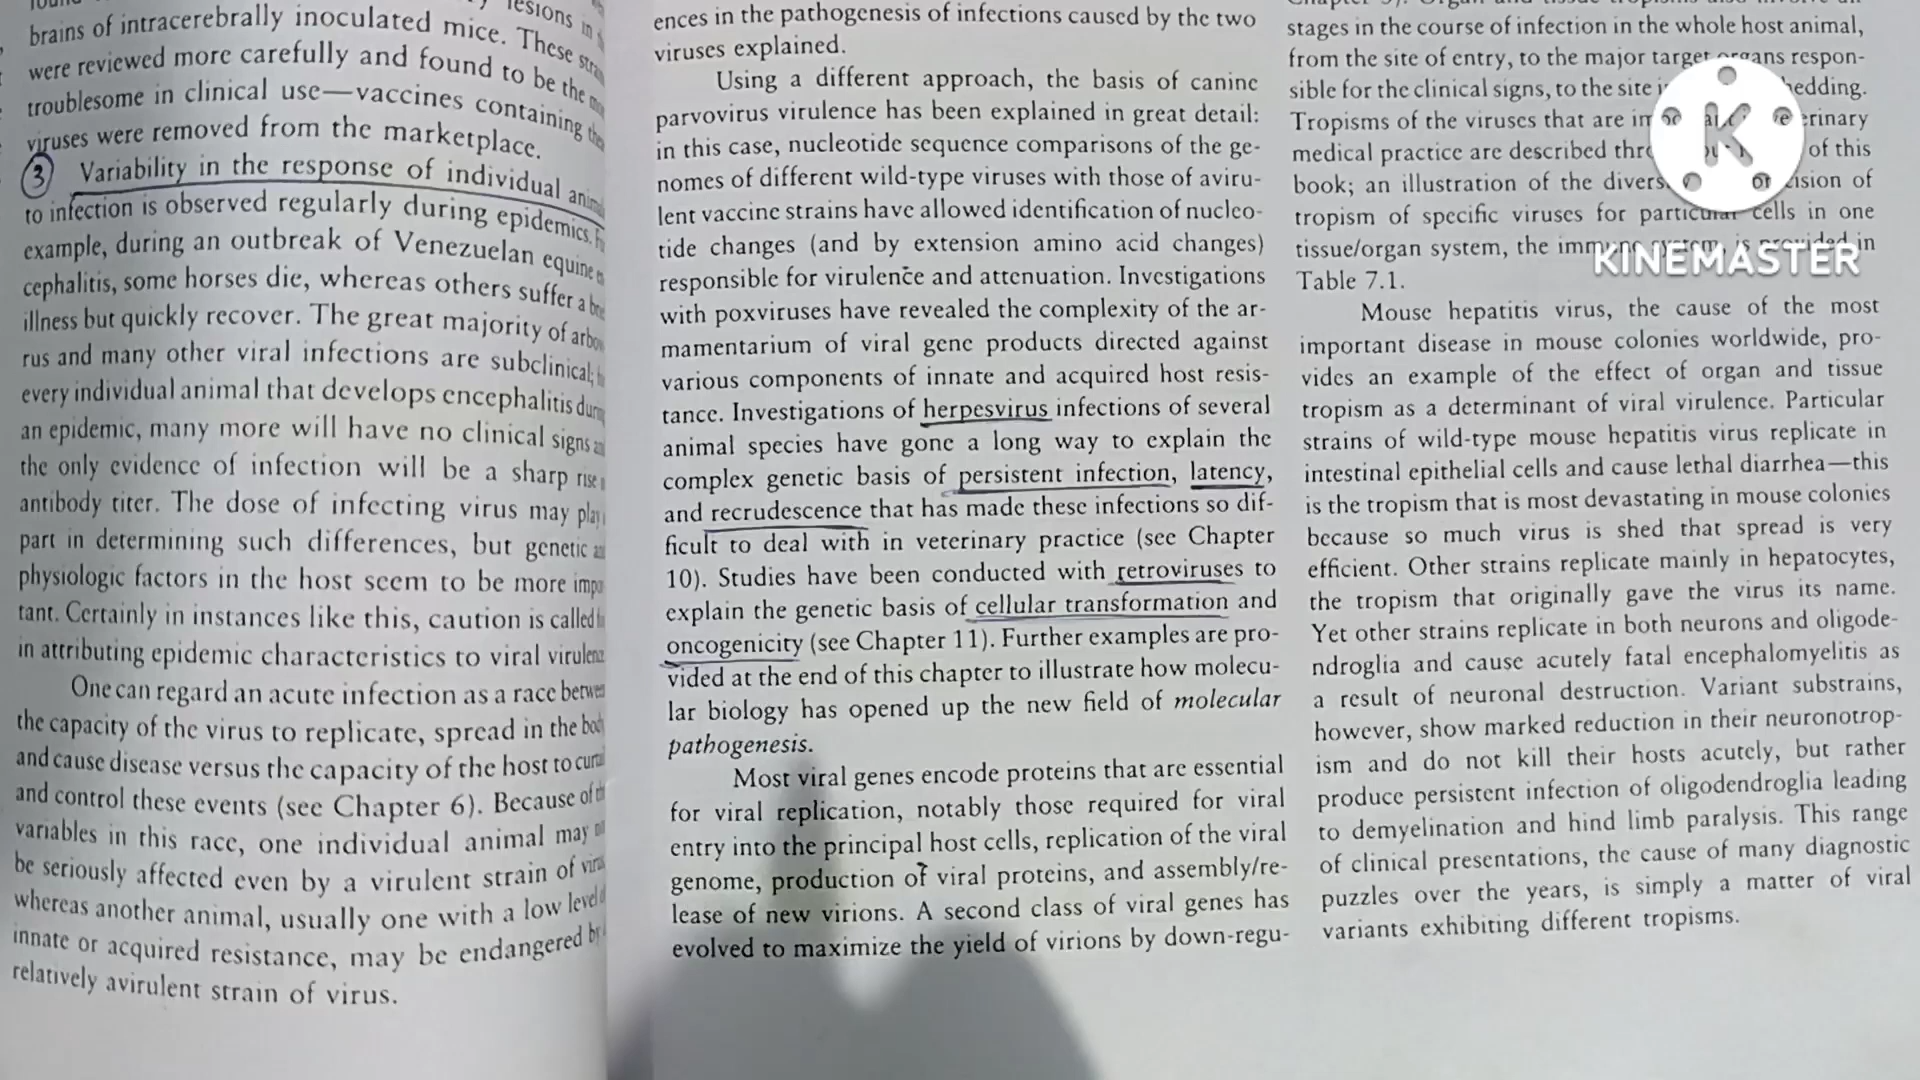 lesions in
brains of intracerebrally inoculated mice. These
were reviewed more carefully and found to be the
troublesome in clinical use—vaccines containing
viruses were removed from the marketplace.
3 Variability in the response of individual
to infection is observed regularly during epidemics.
example, during an outbreak of Venezuelan equine
cephalitis, some horses die, whereas others suffer a
illness but quickly recover. The great majority of
rus and many other viral infections are subclinical;
every individual animal that develops encephalitis
an epidemic, many more will have no clinical signs
the only evidence of infection will be a sharp rise
antibody titer. The dose of infecting virus may play
part in determining such differences, but genetic
physiologic factors in the host seem to be more impo
tant. Certainly in instances like this, caution is called
in attributing epidemic characteristics to viral
One can regard an acute infection as a race
the capacity of the virus to replicate, spread in the
and cause disease versus the capacity of the host to
and control these events (see Chapter 6). Because of
variables in this race, one individual animal may
be seriously affected even by a virulent strain of
whereas another animal, usually one with a low level
innate or acquired resistance, may be endangered by
relatively avirulent strain of virus.
ences in the pathogenesis of infections caused by the two
viruses explained.
Using a different approach, the basis of canine
parvovirus virulence has been explained in great detail:
in this case, nucleotide sequence comparisons of the ge-
nomes of different wild-type viruses with those of aviru-
lent vaccine strains have allowed identification of nucleo-
tide changes (and by extension amino acid changes)
responsible for virulence and attenuation. Investigations
with poxviruses have revealed the complexity of the ar-
mamentarium of viral gene products directed against
various components of innate and acquired host resis-
tance. Investigations of herpesvirus infections of several
animal species have gone a long way to explain the
complex genetic basis of persistent infection, latency,
and recrudescence that has made these infections so dif-
ficult to deal with in veterinary practice (see Chapter
10). Studies have been conducted with retroviruses to
explain the genetic basis of cellular transformation and
oncogenicity (see Chapter 11). Further examples are pro-
vided at the end of this chapter to illustrate how molecu-
lar biology has opened up the new field of molecular
pathogenesis.
Most viral genes encode proteins that are essential
for viral replication, notably those required for viral
entry into the principal host cells, replication of the viral
genome, production of viral proteins, and assembly/re-
lease of new virions. A second class of viral genes has
evolved to maximize the yield of virions by down-regu-
stages in the course of infection in the whole host animal,
from the site of entry, to the major target organs respon-
sible for the clinical signs, to the site
Tropisms of the viruses that are
medical practice are described of this
book; an illustration of the
tropism of specific viruses for particular cells in one
tissue/organ system, the immune system, is provided in
Table 7.1.
Mouse hepatitis virus, the cause of the most
important disease in mouse colonies worldwide, pro-
vides an example of the effect of organ and tissue
tropism as a determinant of viral virulence. Particular
strains of wild-type mouse hepatitis virus replicate in
intestinal epithelial cells and cause lethal diarrhea—this
is the tropism that is most devastating in mouse colonies
because so much virus is shed that spread is very
efficient. Other strains replicate mainly in hepatocytes,
the tropism that originally gave the virus its name.
Yet other strains replicate in both neurons and oligode-
ndroglia and cause acutely fatal encephalomyelitis as
a result of neuronal destruction. Variant substrains,
however, show marked reduction in their neuronotrop-
ism and do not kill their hosts acutely, but rather
produce persistent infection of oligodendroglia leading
to demyelination and hind limb paralysis. This range
of clinical presentations, the cause of many diagnostic
puzzles over the years, is simply a matter of viral
variants exhibiting different tropisms.
K
KINEMASTER